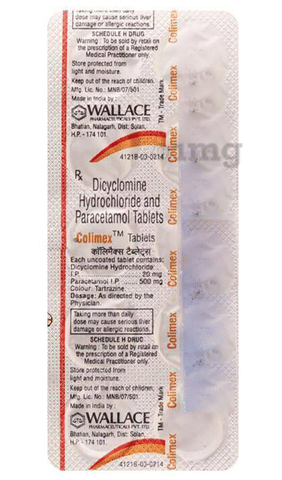 Taking more than daily
dose may cause serious liver
damage or allergic reactions.
SCHEDULE H DRUG
Warning : To be sold by retail on
the prescription of a Registered
Medical Practitioner only.
Store protected from
light and moisture.
Keep out of the reach of children.
Mfg. Lic. No.: MNB/07/501.
Made in India by :
WALLACE
PHARMACEUTICALS PVT. LTD.
Bhatian, Nalagarh, Dist. Solan,
H.P. - 174 101.
41218-03-0214
Rx
Dicyclomine
Hydrochloride and
Paracetamol Tablets
Colimex™ Tablets
कॉलिमैक्स टैब्लेट्स
Each uncoated tablet contains:
Dicyclomine Hydrochloride
I.P. ..... 20 mg
Paracetamol I.P. ..... 500 mg
Colour: Tartrazine.
Dosage: As directed by the
Physician.
Taking more than daily
dose may cause serious liver
damage or allergic reactions.
SCHEDULE H DRUG
Warning : To be sold by retail on
the prescription of a Registered
Medical Practitioner only.
Store protected from
light and moisture.
Keep out of the reach of children.
Mfg. Lic. No.: MNB/07/501.
Made in India by :
WALLACE
PHARMACEUTICALS PVT. LTD.
Bhatian, Nalagarh, Dist. Solan,
H.P. - 174 101.
41218-03-0214
Colimex
TM - Trade Mark
Colimex
Colimex
Colimex
Colimex
TM - Trade Mark
Colimex
mg